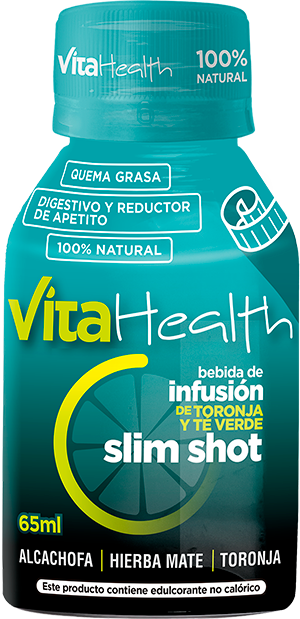 VitaHealth
100%
NATURAL
QUEMA GRASA
DIGESTIVO Y REDUCTOR
DE APETITO
100% NATURAL
VitaHealth
bebida de
infusión
DE TORONJA
Y TÉ VERDE
slim shot
65ml
ALCACHOFA | HIERBA MATE | TORONJA
Este producto contiene edulcorante no calórico